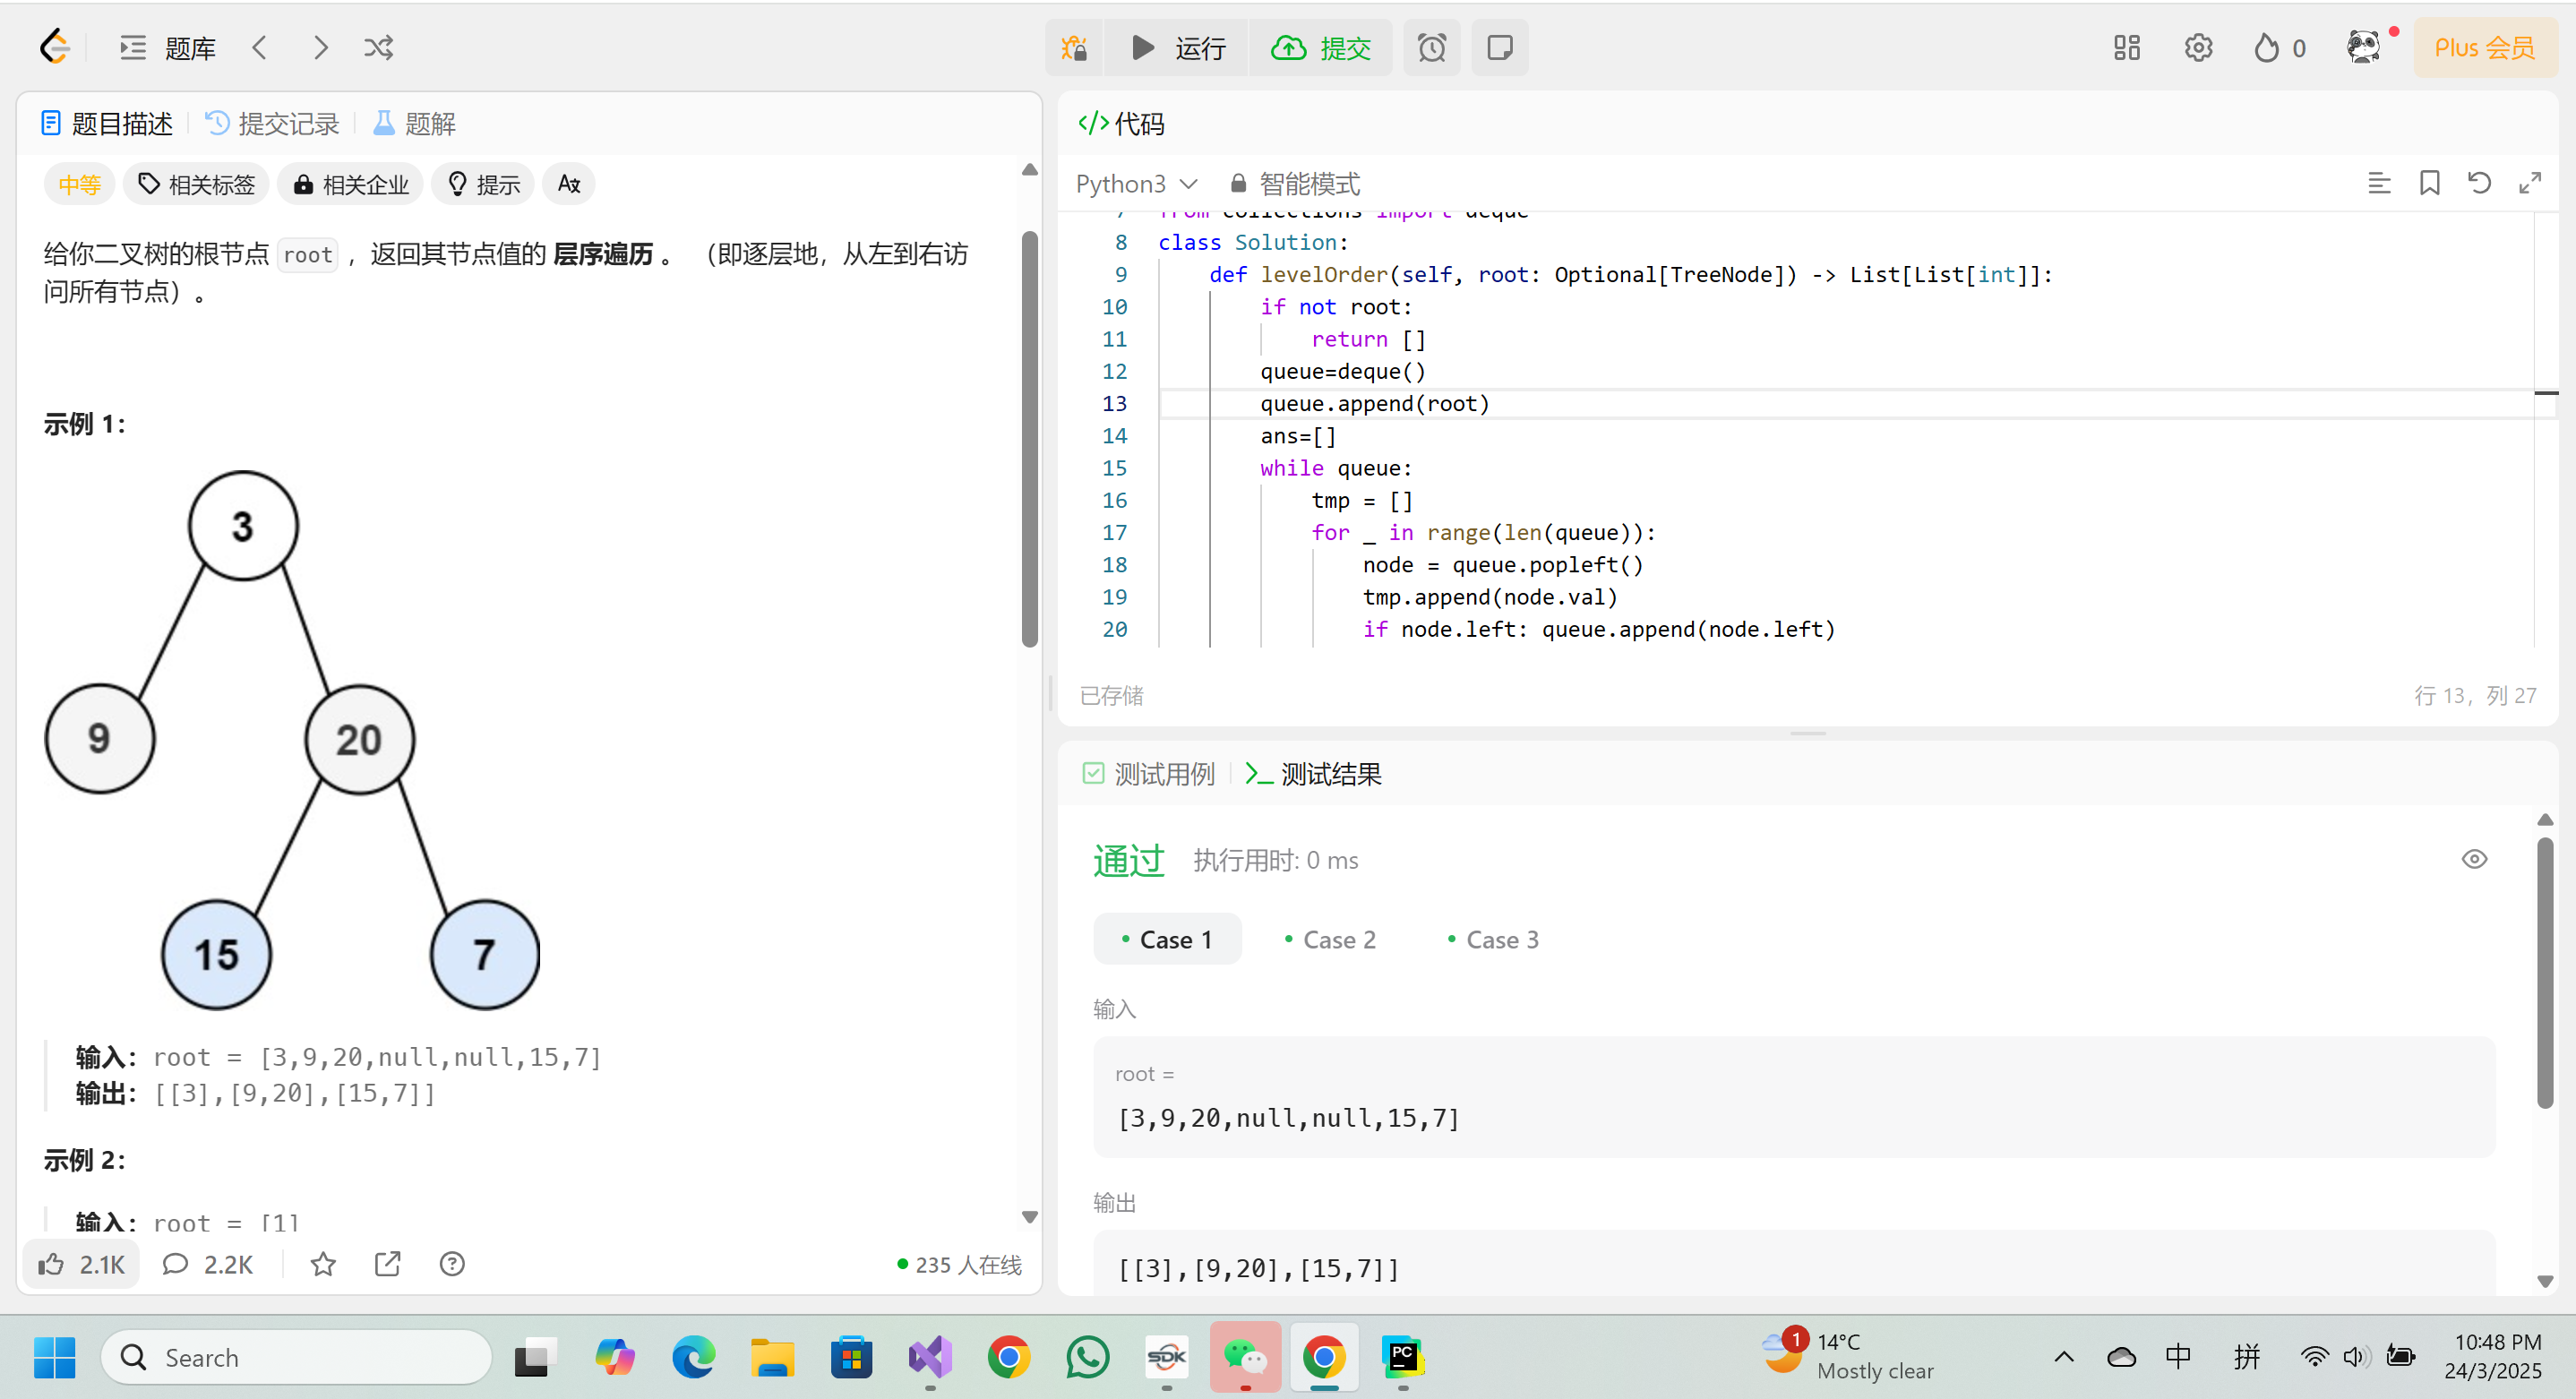 题库
运行
提交
0
Plus 会员
题目描述
提交记录
题解
中等
相关标签
相关企业
提示
给你二叉树的根节点 root ，返回其节点值的 层序遍历 。 （即逐层地，从左到右访
问所有节点）。
示例 1：
3
9
20
15
7
输入：root = [3,9,20,null,null,15,7]
输出：[[3],[9,20],[15,7]]
示例 2：
输入：root = [1]
2.1K
2.2K
235 人在线
</>代码
Python3
智能模式
7 from collections import deque
8 class Solution:
9 def levelOrder(self, root: Optional[TreeNode]) -> List[List[int]]:
10 if not root:
11 return []
12 queue=deque()
13 queue.append(root)
14 ans=[]
15 while queue:
16 tmp = []
17 for _ in range(len(queue)):
18 node = queue.popleft()
19 tmp.append(node.val)
20 if node.left: queue.append(node.left)
已存储
行 13，列 27
测试用例
测试结果
通过
执行用时: 0 ms
Case 1
Case 2
Case 3
输入
root =
[3,9,20,null,null,15,7]
输出
[[3],[9,20],[15,7]]
Search
SDK
PC
1
14°C
Mostly clear
中
拼
10:48 PM
24/3/2025